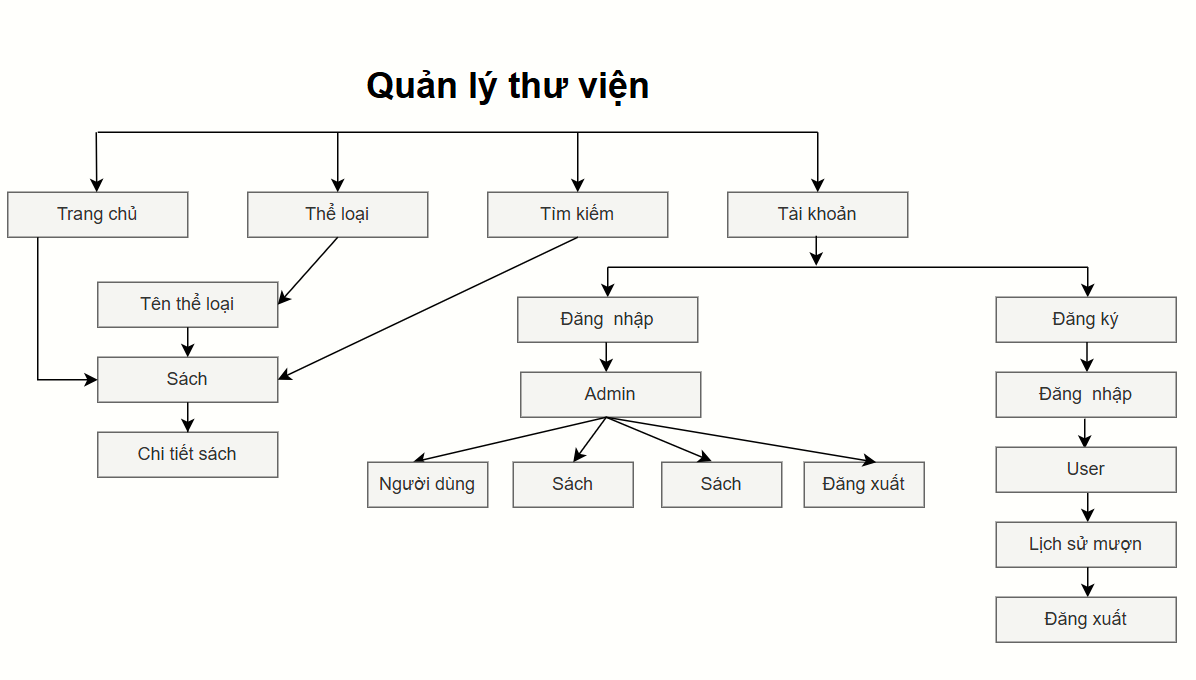 Quản lý thư viện
Trang chủ
Thể loại
Tìm kiếm
Tài khoản
Tên thể loại
Sách
Chi tiết sách
Đăng nhập
Admin
Người dùng
Sách
Sách
Đăng xuất
Đăng ký
Đăng nhập
User
Lịch sử mượn
Đăng xuất